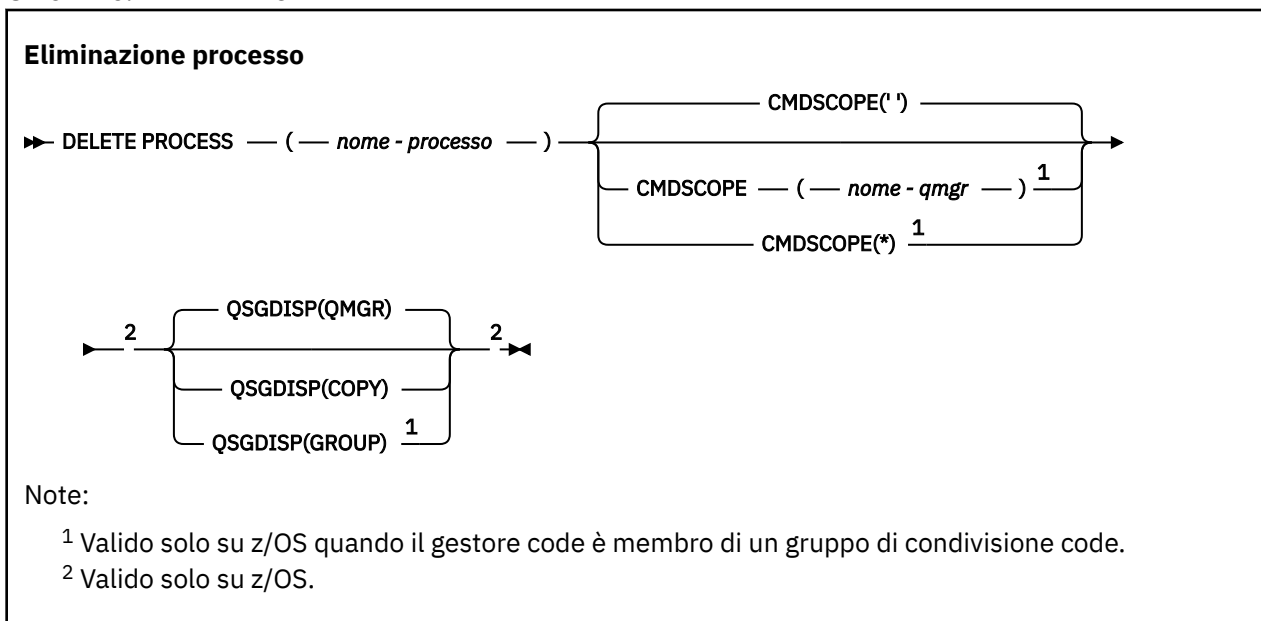 Eliminazione processo
CMDSCOPE(' ')
DELETE PROCESS ( nome - processo )
CMDSCOPE ( nome - qmgr ) 1
CMDSCOPE(*) 1
2 QSGDISP(QMGR) 2
QSGDISP(COPY)
QSGDISP(GROUP) 1
Note:
1 Valido solo su z/OS quando il gestore code è membro di un gruppo di condivisione code.
2 Valido solo su z/OS.